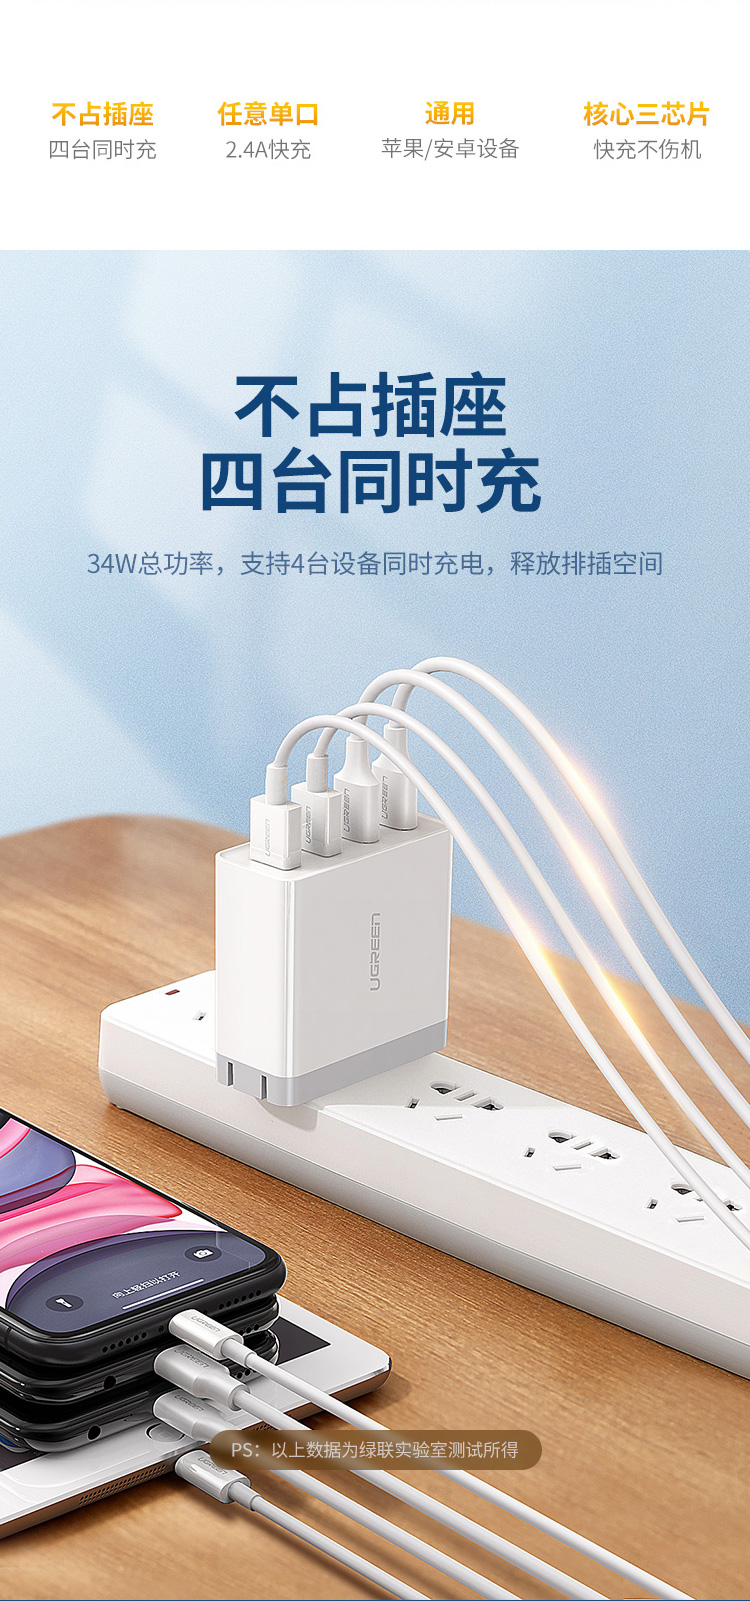 不占插座
四台同时充
任意单口
2.4A快充
通用
苹果/安卓设备
核心三芯片
快充不伤机
不占插座
四台同时充
34W总功率，支持4台设备同时充电，释放排插空间
UGREEN
UGREEN
UGREEN
UGREEN
UGREEN
向上轻扫以打开
UGREEN
UGREEN
UGREEN
UGREEN
PS：以上数据为绿联实验室测试所得